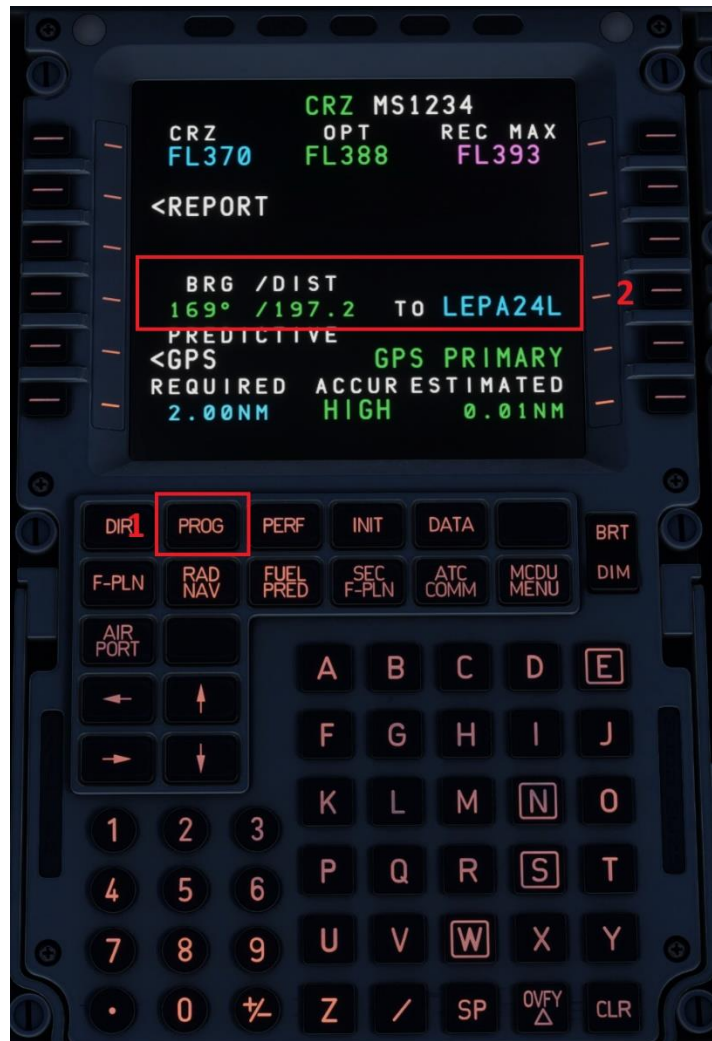 CRZ MS1234
CRZ OPT REC MAX
FL370 FL388 FL393
<REPORT
BRG /DIST
169° /197.2 TO LEPA24L
2
PREDICTIVE
<GPS GPS PRIMARY
REQUIRED ACCUR ESTIMATED
2.00NM HIGH 0.01NM
DIR 1 PROG PERF INIT DATA
BRT
F-PLN RAD NAV FUEL PRED SEC F-PLN ATC COMM MCDU MENU
DIM
AIR PORT
A B C D E
← ↑
F G H I J
→ ↓
K L M N O
1 2 3
P Q R S T
4 5 6
U V W X Y
7 8 9
Z / SP OVFY △ CLR
. 0 +/-